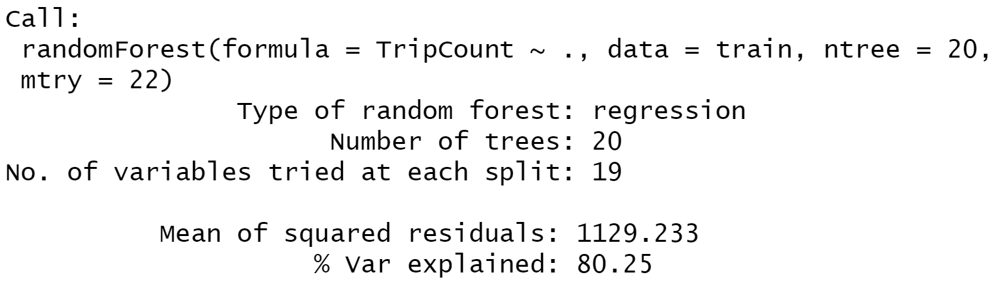 Call:
randomForest(formula = TripCount ~ ., data = train, ntree = 20,
mtry = 22)
Type of random forest: regression
Number of trees: 20
No. of variables tried at each split: 19
Mean of squared residuals: 1129.233
% Var explained: 80.25